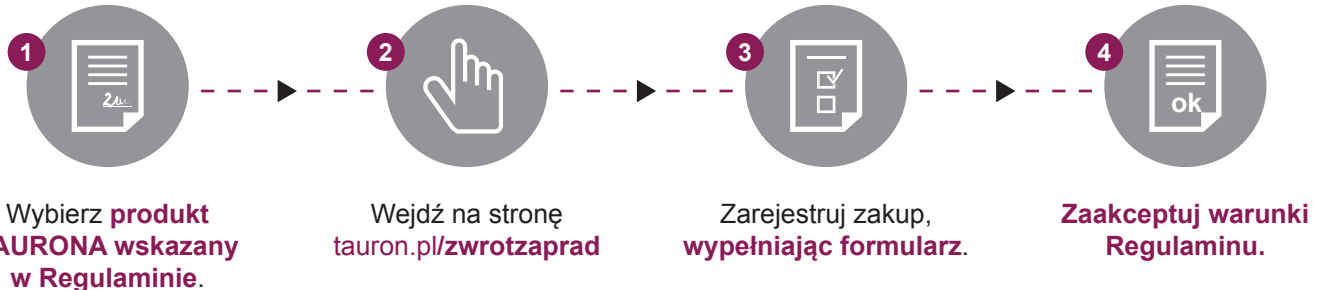 1
2
3
4
ok
Wybierz produkt
AURONA wskazany
w Regulaminie.
Wejdź na stronę
tauron.pl/zwrotzaprad
Zarejestruj zakup,
wypełniając formularz.
Zaakceptuj warunki
Regulaminu.